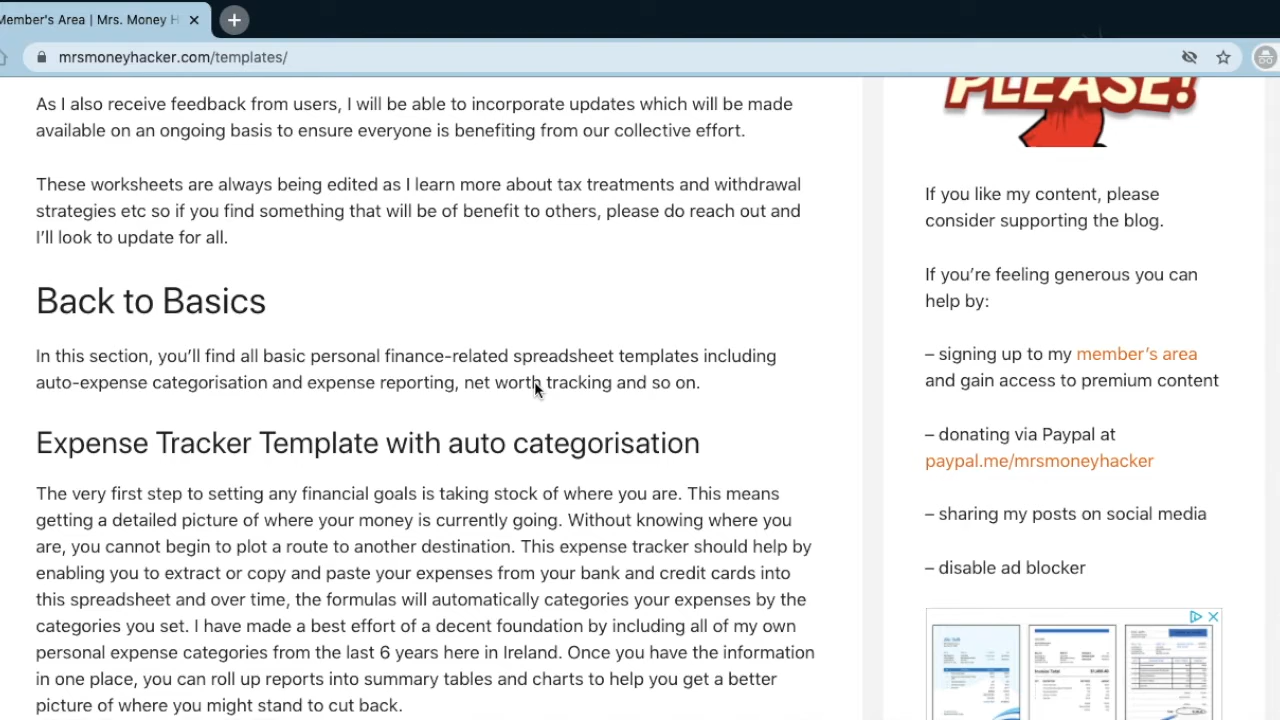 Member's Area | Mrs. Money H
mrsmoneyhacker.com/templates/
As I also receive feedback from users, I will be able to incorporate updates which will be made
available on an ongoing basis to ensure everyone is benefiting from our collective effort.
These worksheets are always being edited as I learn more about tax treatments and withdrawal
strategies etc so if you find something that will be of benefit to others, please do reach out and
I'll look to update for all.
Back to Basics
In this section, you'll find all basic personal finance-related spreadsheet templates including
auto-expense categorisation and expense reporting, net worth tracking and so on.
Expense Tracker Template with auto categorisation
The very first step to setting any financial goals is taking stock of where you are. This means
getting a detailed picture of where your money is currently going. Without knowing where you
are, you cannot begin to plot a route to another destination. This expense tracker should help by
enabling you to extract or copy and paste your expenses from your bank and credit cards into
this spreadsheet and over time, the formulas will automatically categories your expenses by the
categories you set. I have made a best effort of a decent foundation by including all of my own
personal expense categories from the last 6 years living in Ireland. Once you have the information
in one place, you can roll up reports into summary tables and charts to help you get a better
picture of where you might stand to cut back.
PLEASE!
If you like my content, please
consider supporting the blog.
If you're feeling generous you can
help by:
– signing up to my member's area
and gain access to premium content
– donating via Paypal at
paypal.me/mrsmoneyhacker
– sharing my posts on social media
– disable ad blocker